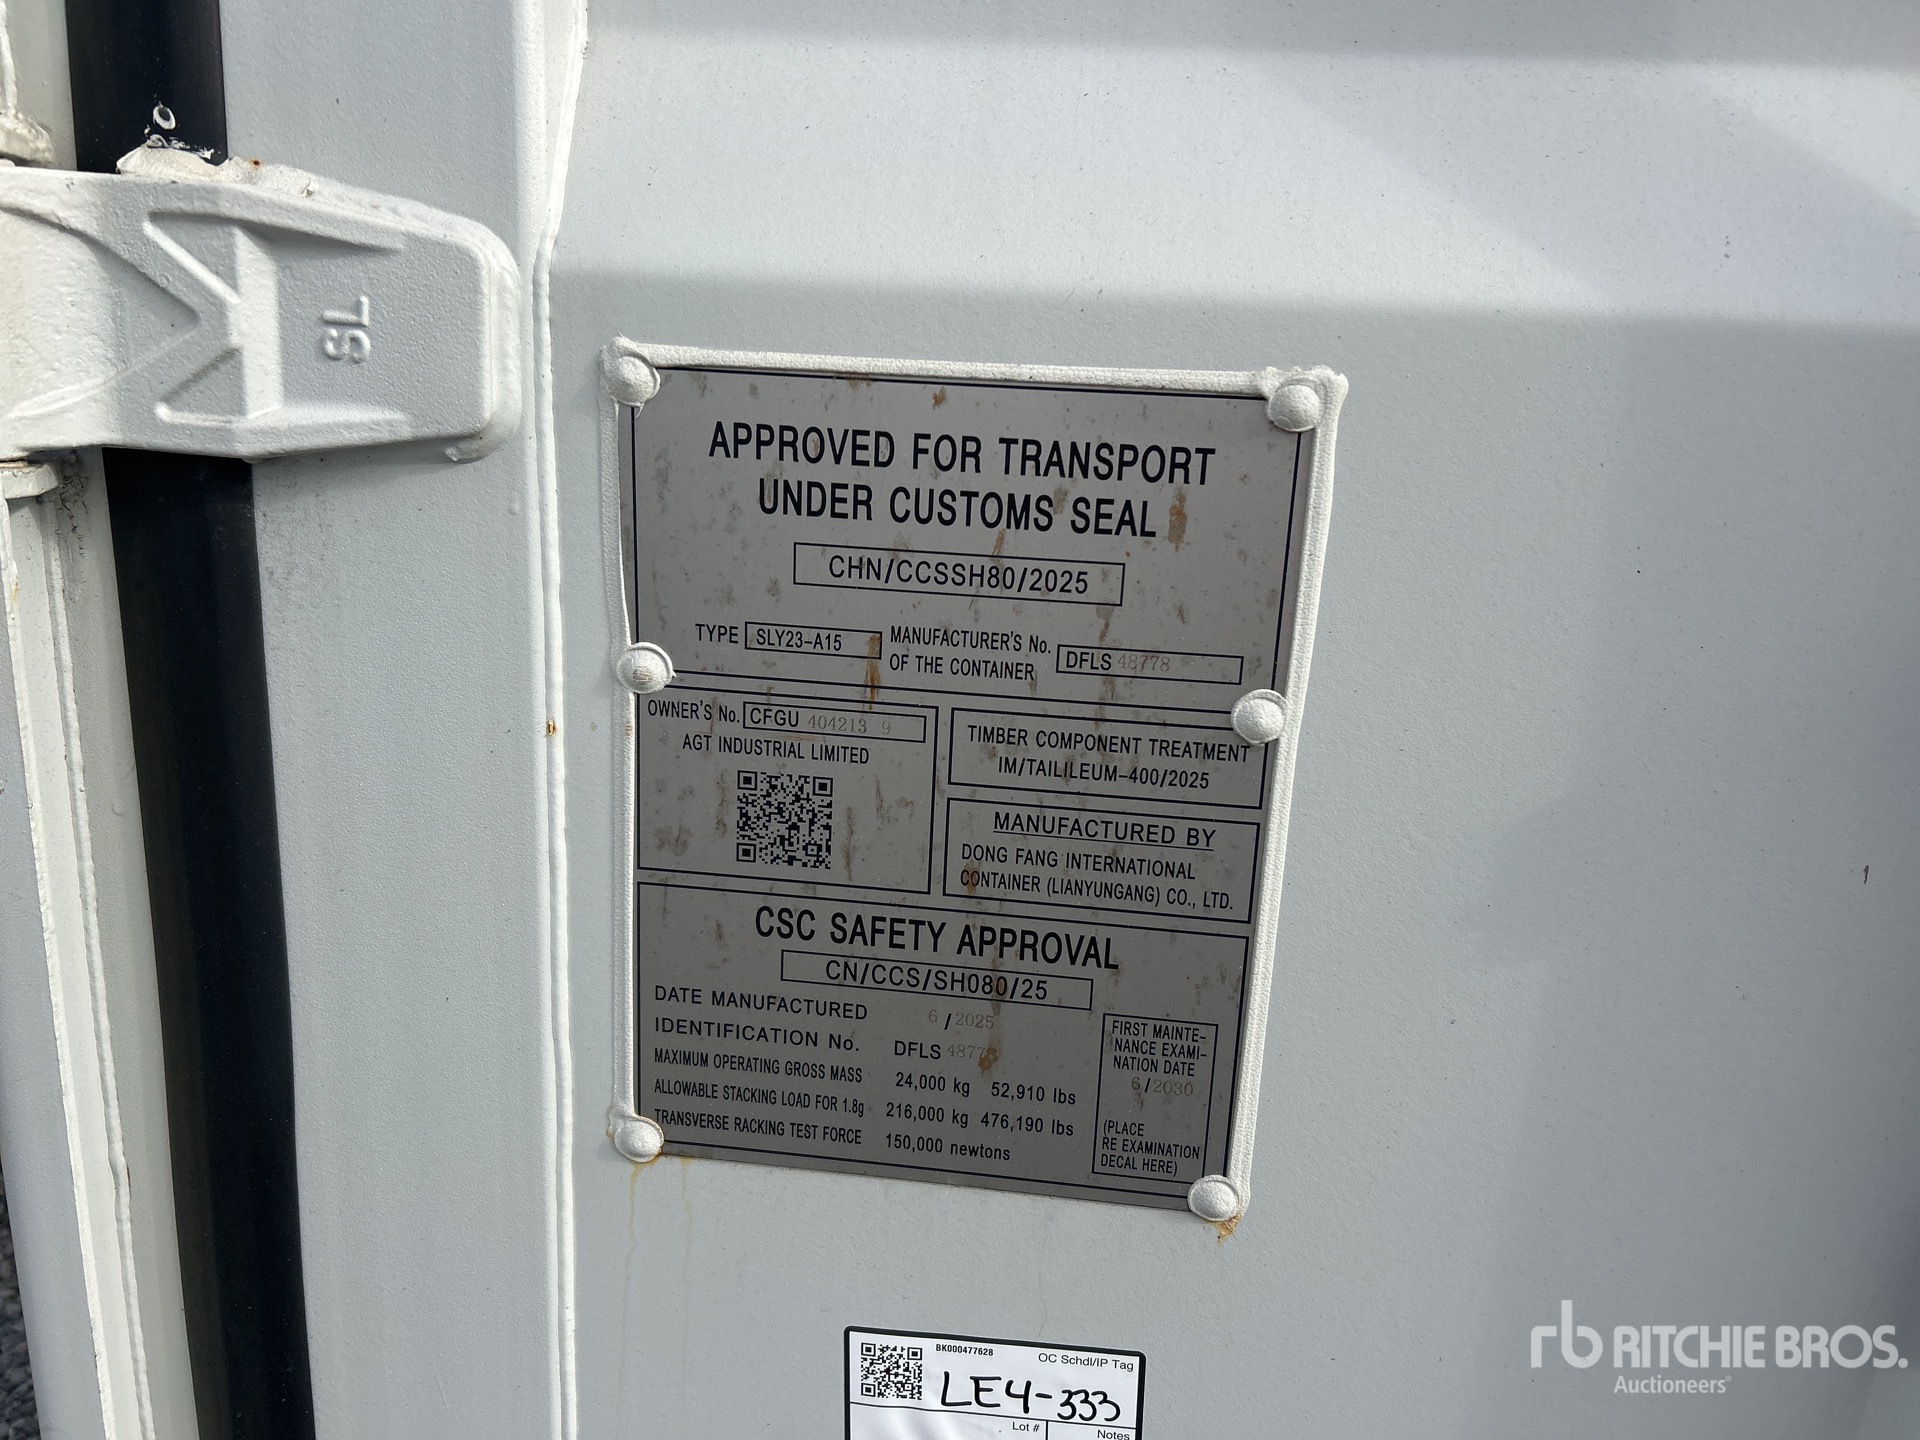 SL
APPROVED FOR TRANSPORT
UNDER CUSTOMS SEAL
CHN/CCSSH80/2025
TYPE SLY23-A15
MANUFACTURER'S No.
OF THE CONTAINER
DFLS 48778
OWNER'S No. CFGU 404213 9
AGT INDUSTRIAL LIMITED
TIMBER COMPONENT TREATMENT
IM/TAILILEUM-400/2025
MANUFACTURED BY
DONG FANG INTERNATIONAL
CONTAINER (LIANYUNGANG) CO., LTD.
CSC SAFETY APPROVAL
CN/CCS/SH080/25
DATE MANUFACTURED 6 / 2025
IDENTIFICATION No. DFLS 48778
MAXIMUM OPERATING GROSS MASS 24,000 kg 52,910 lbs
ALLOWABLE STACKING LOAD FOR 1.8g 216,000 kg 476,190 lbs
TRANSVERSE RACKING TEST FORCE 150,000 newtons
FIRST MAINTE-
NANCE EXAMI-
NATION DATE
6/2030
(PLACE
RE EXAMINATION
DECAL HERE)
BK000477628
OC Schdl/IP Tag
LE4-333
Lot #
Notes
rb RITCHIE BROS.
Auctioneers